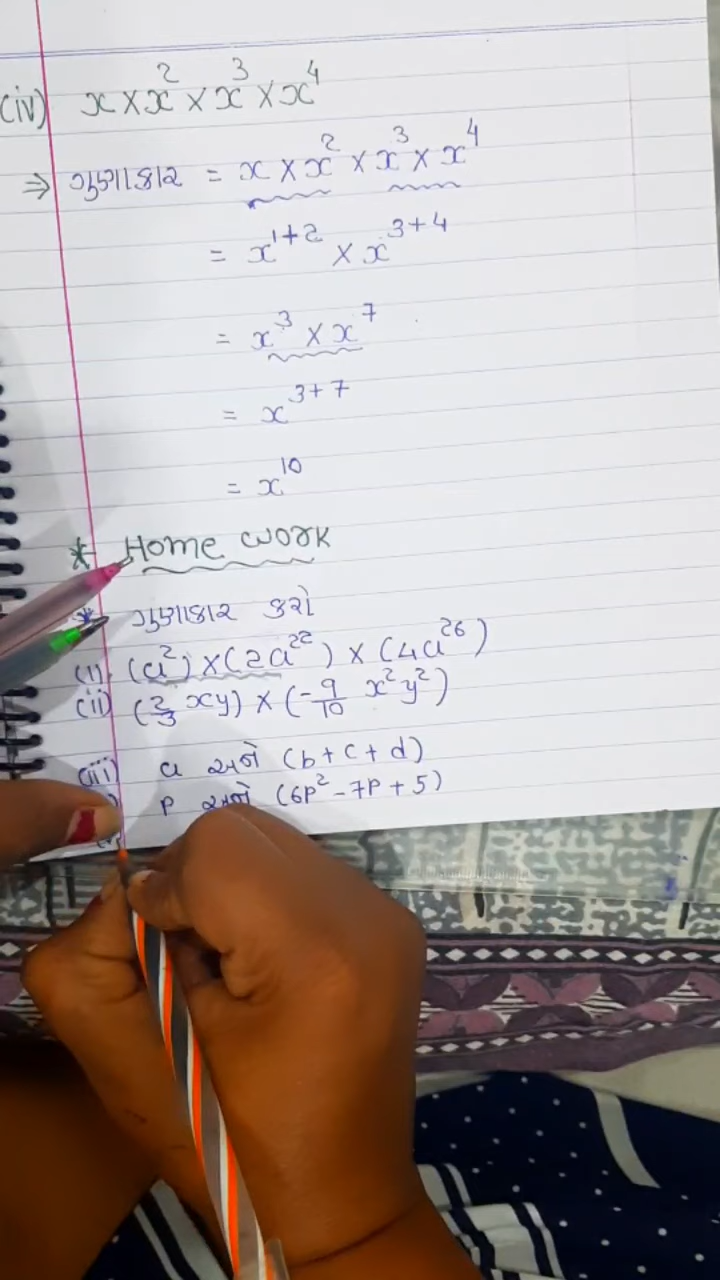 (iv) x × x² × x³ × x⁴
⇒ ગુણાકાર = x × x² × x³ × x⁴
= x¹⁺² × x³⁺⁴
= x³ × x⁷
= x³⁺⁷
= x¹⁰
* Home work
* ગુણાકાર કરો
(i) (a²) × (2a²²) × (4a²⁶)
(ii) (2/3 xy) × (-9/10 x²y²)
(iii) a અને (b + c + d)
p અને (6p² - 7p + 5)